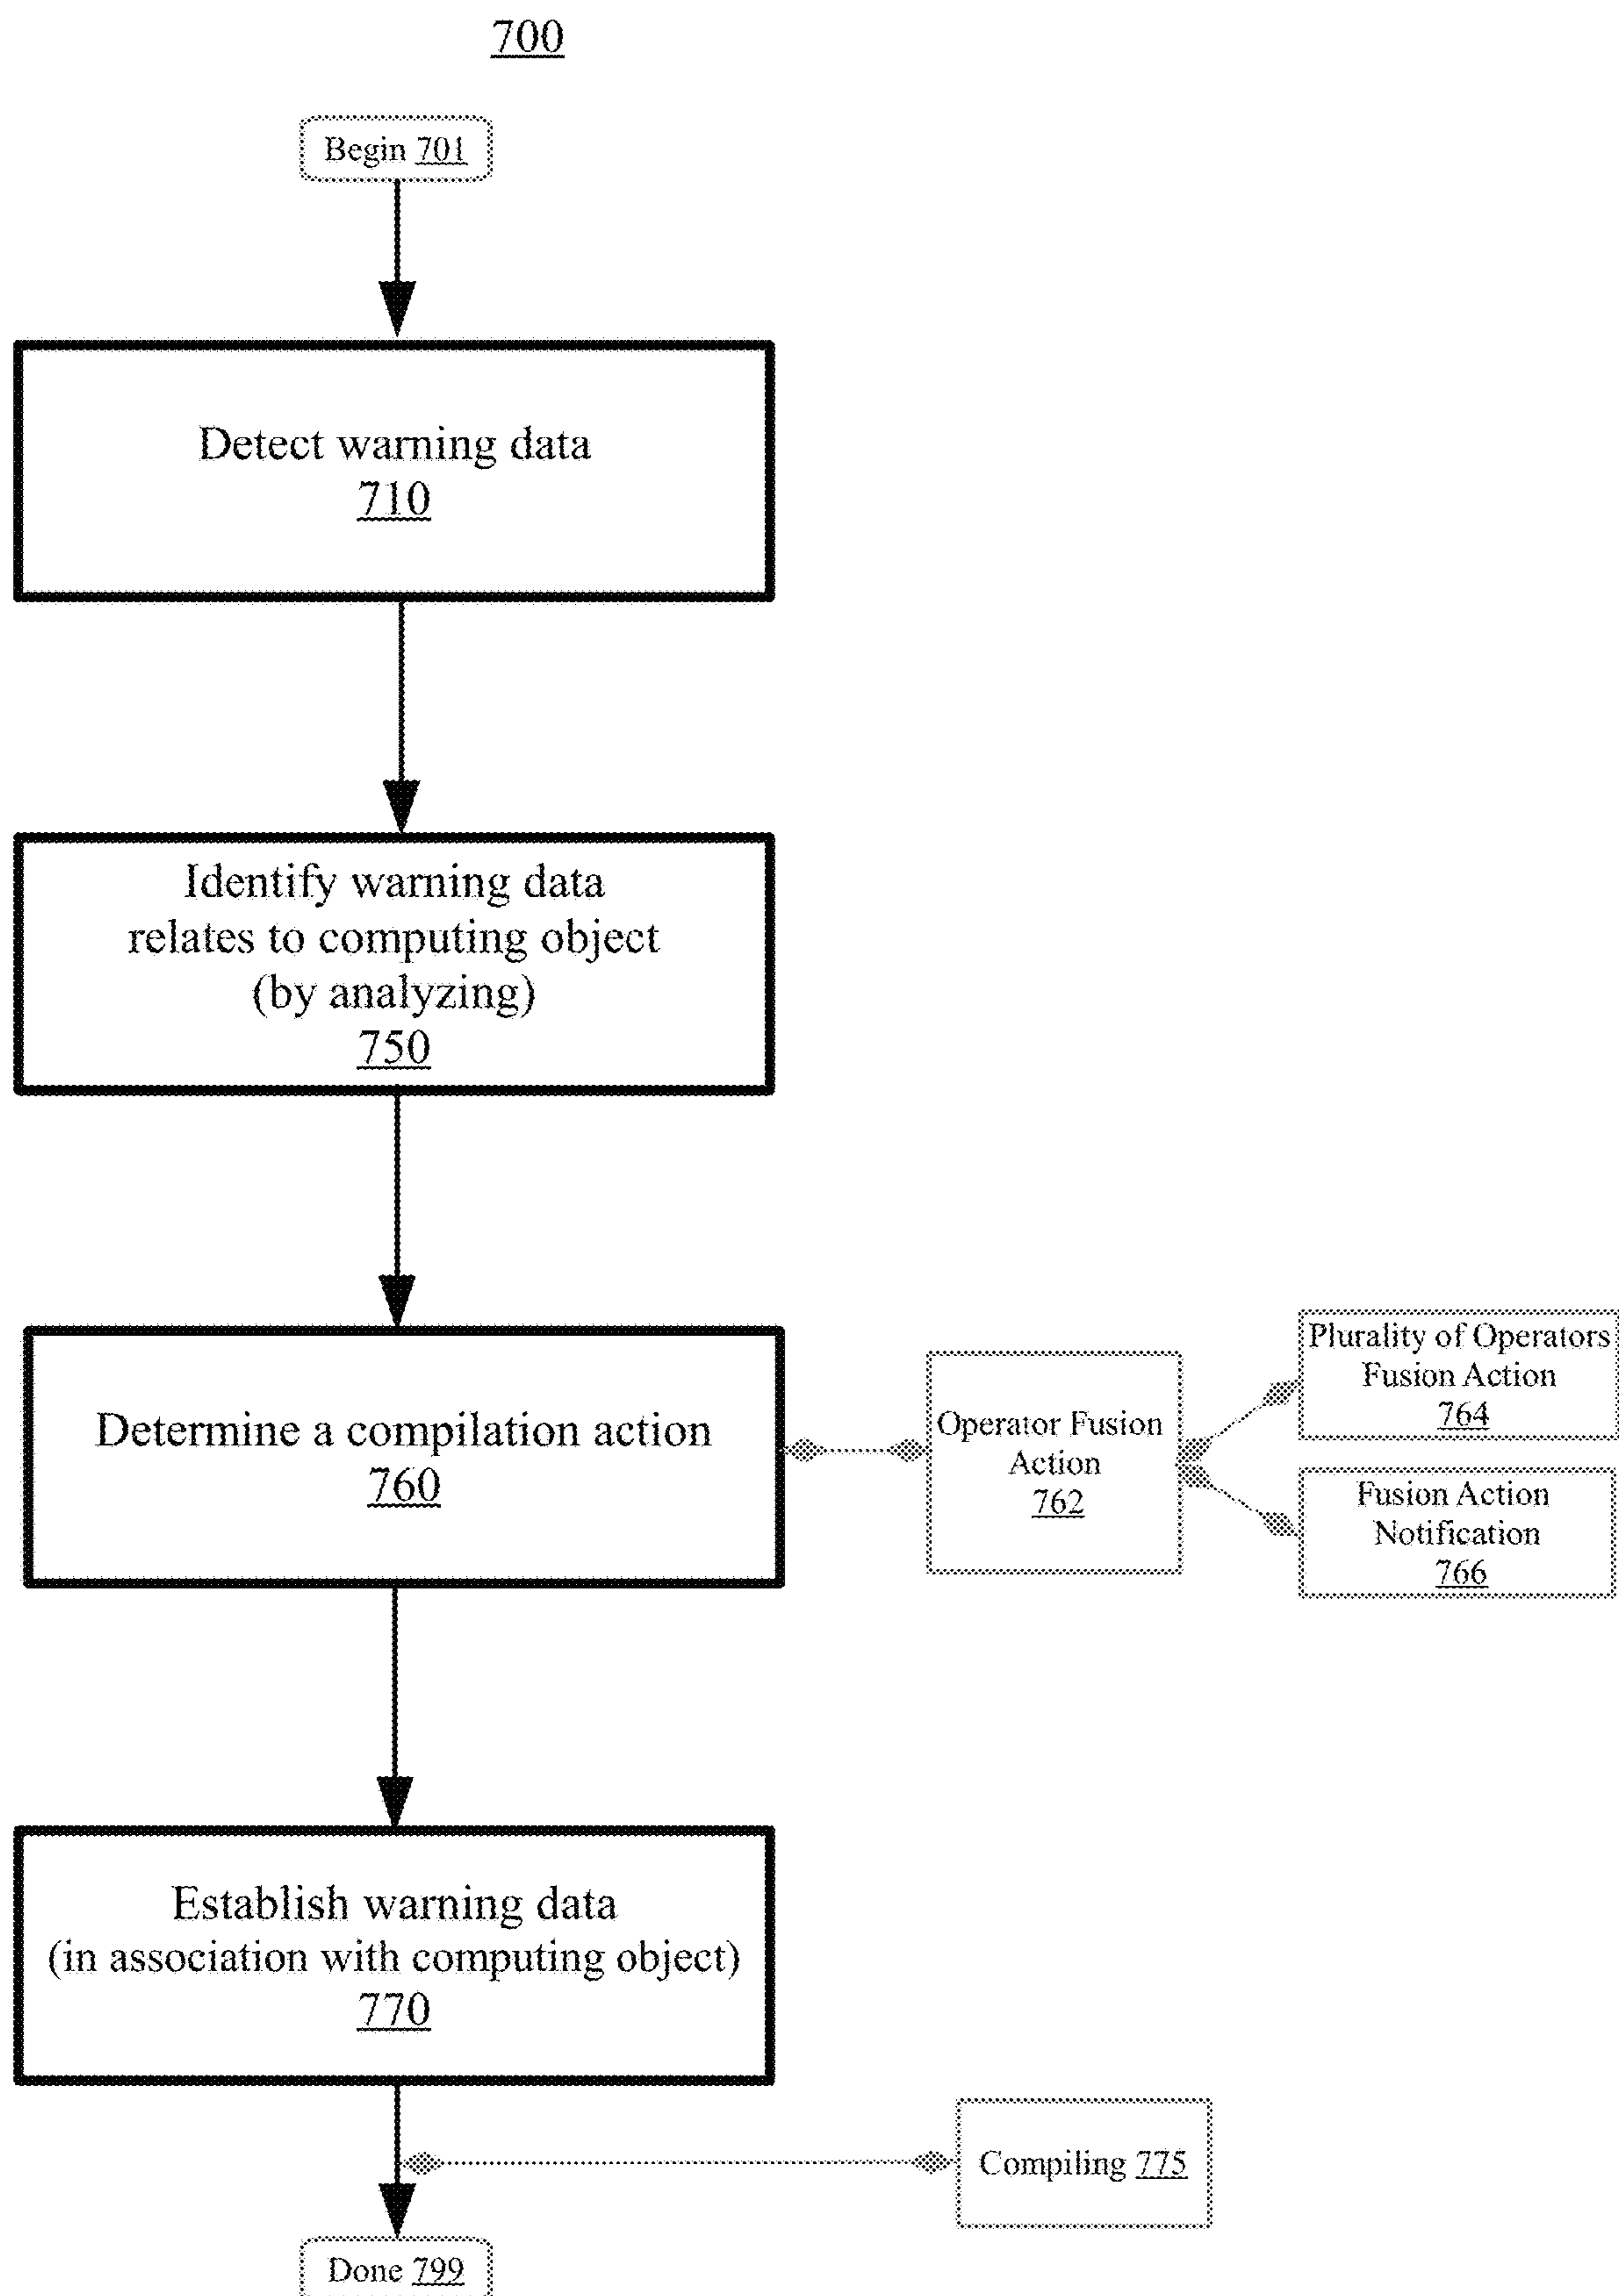 700
Begin 701
Detect warning data
710
Identify warning data
relates to computing object
(by analyzing)
750
Determine a compilation action
760
Operator Fusion
Action
762
Plurality of Operators
Fusion Action
764
Fusion Action
Notification
766
Establish warning data
(in association with computing object)
770
Compiling 775
Done 799